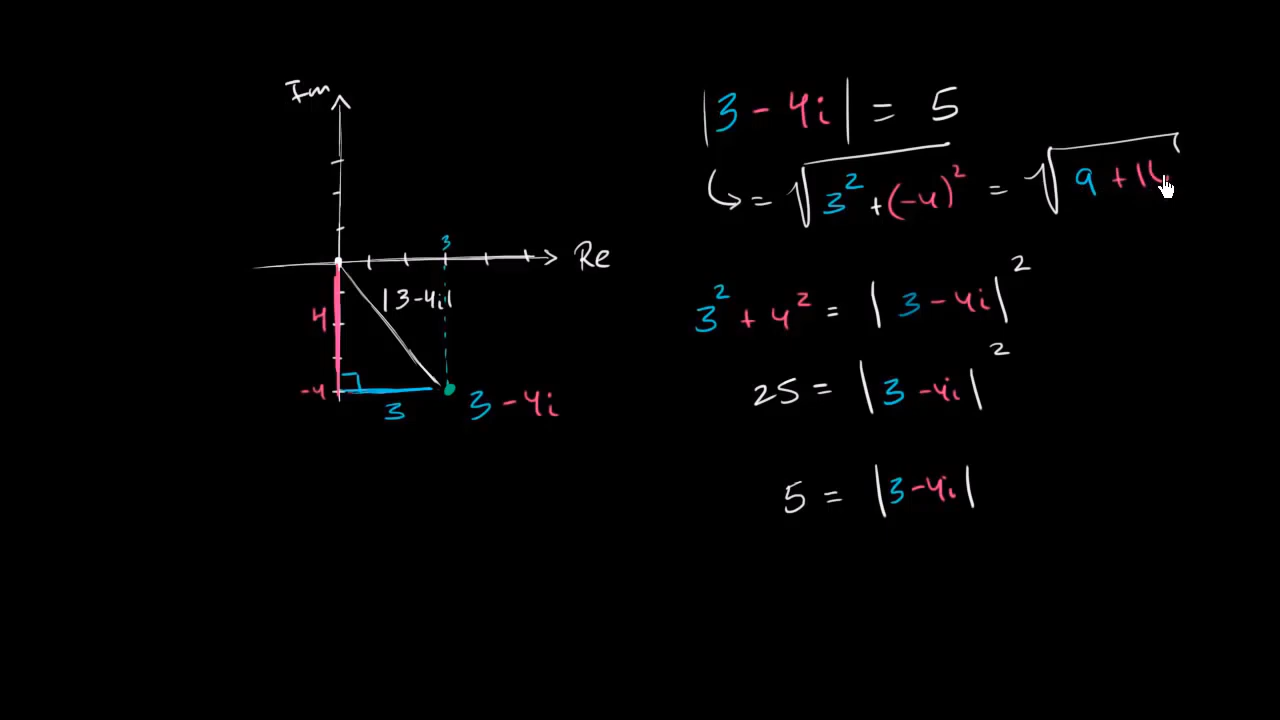 Im
Re
3
|3-4i|
4
-4
3
3 - 4i
|3 - 4i| = 5
↳ = √(3² + (-4)²) = √(9 + 1
3² + 4² = |3 - 4i|²
25 = |3 - 4i|²
5 = |3 - 4i|